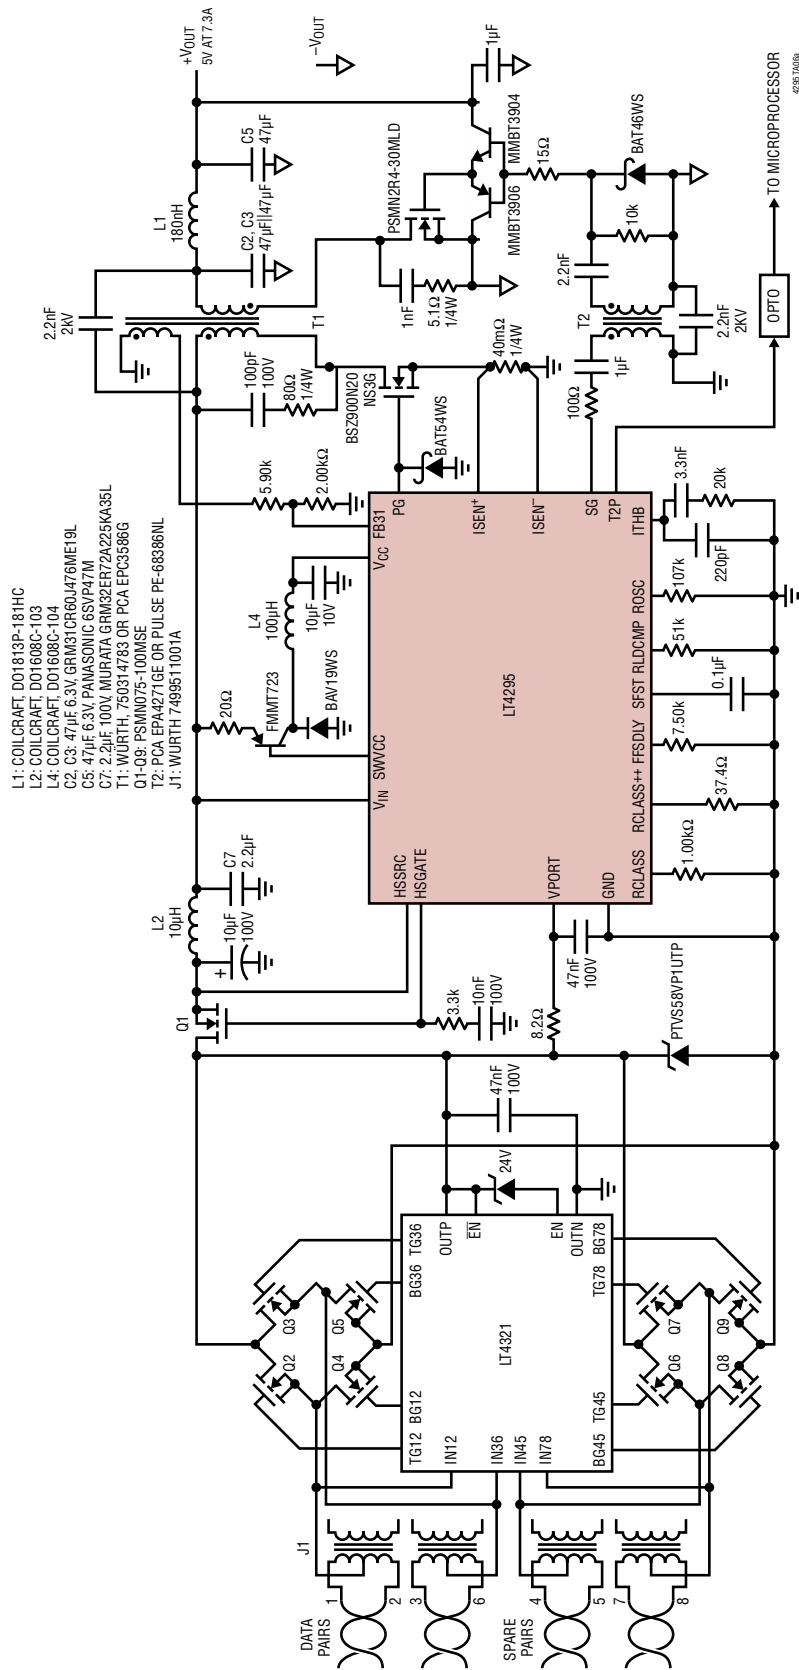 L1: COILCRAFT, DO1813P-181HC
L2: COILCRAFT, DO1608C-103
L4: COILCRAFT, DO1608C-104
C2, C3: 47µF, 6.3V, GRM31CR60J476ME19L
C5: 47µF, 6.3V, PANASONIC 6SVP47M
C7: 2.2µF, 100V, MURATA GRM32ER72A225KA35L
T1: WÜRTH, 750314783 OR PCA EPC3586G
Q1-Q9: PSMN075-100MSE
T2: PCA EPA4271GE OR PULSE PE-68386NL
J1: WURTH 7499511001A
DATA
PAIRS
SPARE
PAIRS
1
2
3
6
4
5
7
8
J1
Q2
Q3
Q4
Q5
TG12
BG12
BG36
TG36
IN12
IN36
IN45
IN78
LT4321
OUTP
EN
EN
OUTN
BG45
TG45
TG78
BG78
Q6
Q7
Q8
Q9
24V
47nF
100V
PTVS58VP1UTP
8.2Ω
47nF
100V
3.3k
10nF
100V
Q1
+
10µF
100V
L2
10µH
C7
2.2µF
20Ω
FMMT723
BAV19WS
L4
100µH
10µF
10V
5.90k
2.00kΩ
HSSRC
HSGATE
VIN
SWVCC
VCC
FB31
VPORT
GND
LT4295
PG
ISEN+
ISEN–
SG
T2P
RCLASS
RCLASS++
FFSDLY
SFST
RLDCMP
ROSC
ITHB
1.00kΩ
37.4Ω
7.50k
0.1µF
51k
107k
220pF
3.3nF
20k
BAT54WS
BSZ900N20
NS3G
40mΩ
1/4W
100pF
100V
80Ω
1/4W
2.2nF
2KV
T1
L1
180nH
C2, C3
47µF||47µF
C5
47µF
+VOUT
5V AT 7.3A
–VOUT
1µF
PSMN2R4-30MLD
MMBT3906
MMBT3904
1nF
5.1Ω
1/4W
15Ω
100Ω
1µF
T2
2.2nF
10k
BAT46WS
2.2nF
2KV
OPTO
TO MICROPROCESSOR
4295 TA06a